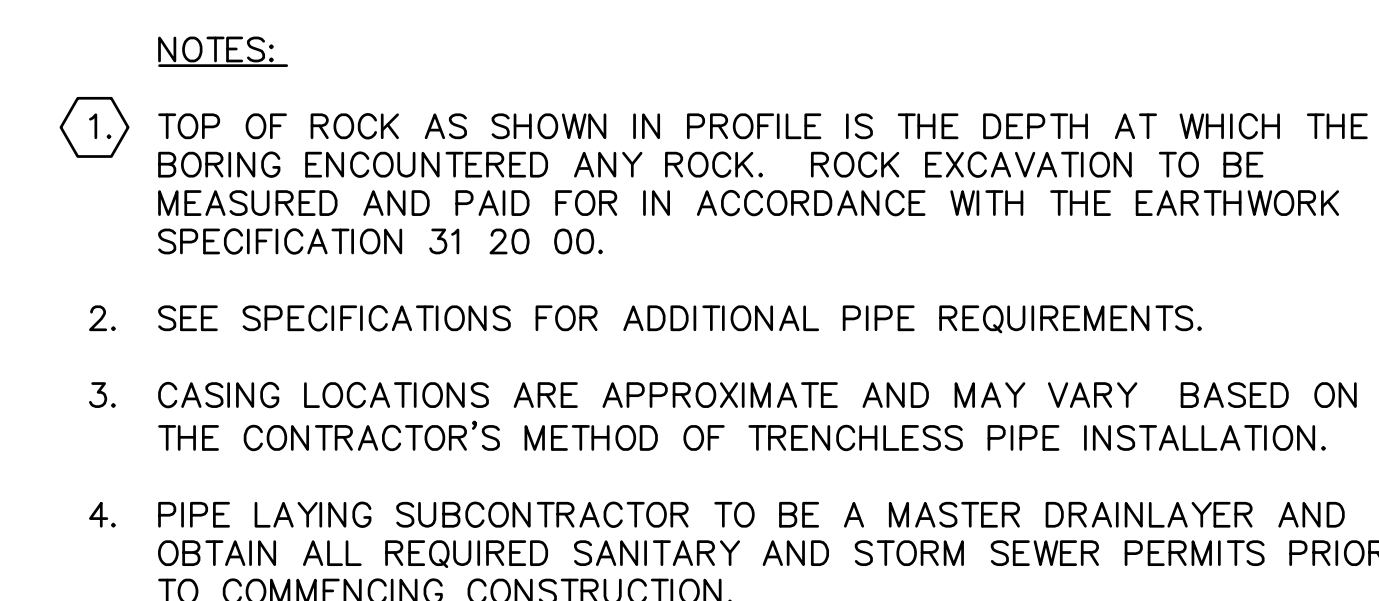 NOTES:
1. TOP OF ROCK AS SHOWN IN PROFILE IS THE DEPTH AT WHICH THE
BORING ENCOUNTERED ANY ROCK. ROCK EXCAVATION TO BE
MEASURED AND PAID FOR IN ACCORDANCE WITH THE EARTHWORK
SPECIFICATION 31 20 00.
2. SEE SPECIFICATIONS FOR ADDITIONAL PIPE REQUIREMENTS.
3. CASING LOCATIONS ARE APPROXIMATE AND MAY VARY BASED ON
THE CONTRACTOR'S METHOD OF TRENCHLESS PIPE INSTALLATION.
4. PIPE LAYING SUBCONTRACTOR TO BE A MASTER DRAINLAYER AND
OBTAIN ALL REQUIRED SANITARY AND STORM SEWER PERMITS PRIOR
TO COMMENCING CONSTRUCTION.